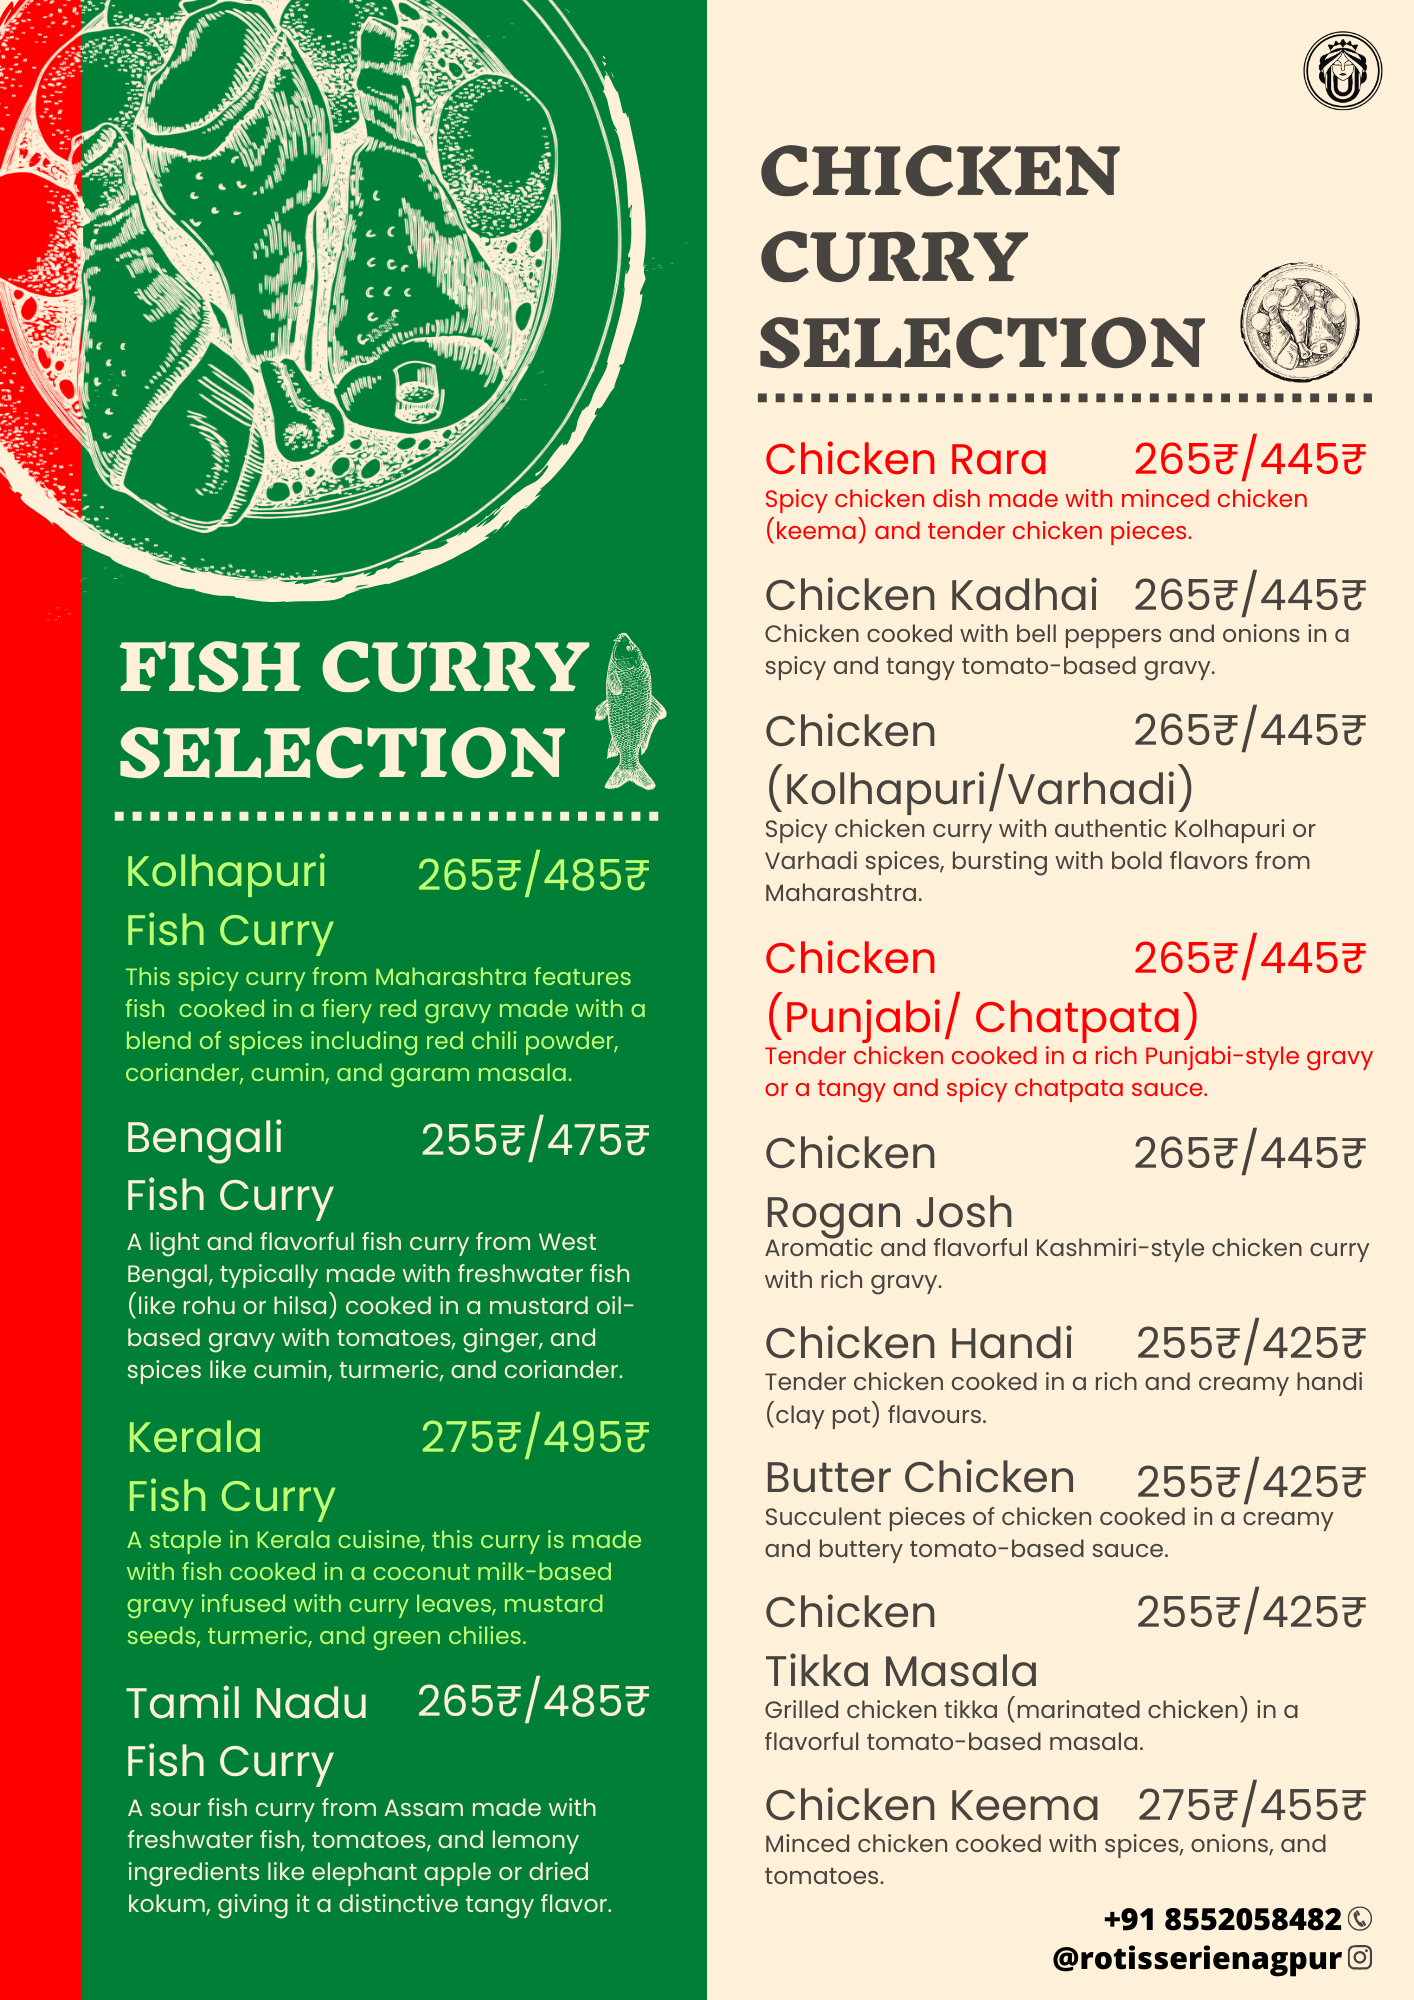 FISH CURRY
SELECTION
Kolhapuri 265₹/485₹
Fish Curry
This spicy curry from Maharashtra features
fish cooked in a fiery red gravy made with a
blend of spices including red chili powder,
coriander, cumin, and garam masala.
Bengali 255₹/475₹
Fish Curry
A light and flavorful fish curry from West
Bengal, typically made with freshwater fish
(like rohu or hilsa) cooked in a mustard oil-
based gravy with tomatoes, ginger, and
spices like cumin, turmeric, and coriander.
Kerala 275₹/495₹
Fish Curry
A staple in Kerala cuisine, this curry is made
with fish cooked in a coconut milk-based
gravy infused with curry leaves, mustard
seeds, turmeric, and green chilies.
Tamil Nadu 265₹/485₹
Fish Curry
A sour fish curry from Assam made with
freshwater fish, tomatoes, and lemony
ingredients like elephant apple or dried
kokum, giving it a distinctive tangy flavor.
CHICKEN
CURRY
SELECTION
Chicken Rara 265₹/445₹
Spicy chicken dish made with minced chicken
(keema) and tender chicken pieces.
Chicken Kadhai 265₹/445₹
Chicken cooked with bell peppers and onions in a
spicy and tangy tomato-based gravy.
Chicken 265₹/445₹
(Kolhapuri/Varhadi)
Spicy chicken curry with authentic Kolhapuri or
Varhadi spices, bursting with bold flavors from
Maharashtra.
Chicken 265₹/445₹
(Punjabi/ Chatpata)
Tender chicken cooked in a rich Punjabi-style gravy
or a tangy and spicy chatpata sauce.
Chicken 265₹/445₹
Rogan Josh
Aromatic and flavorful Kashmiri-style chicken curry
with rich gravy.
Chicken Handi 255₹/425₹
Tender chicken cooked in a rich and creamy handi
(clay pot) flavours.
Butter Chicken 255₹/425₹
Succulent pieces of chicken cooked in a creamy
and buttery tomato-based sauce.
Chicken 255₹/425₹
Tikka Masala
Grilled chicken tikka (marinated chicken) in a
flavorful tomato-based masala.
Chicken Keema 275₹/455₹
Minced chicken cooked with spices, onions, and
tomatoes.
+91 8552058482
@rotisserienagpur